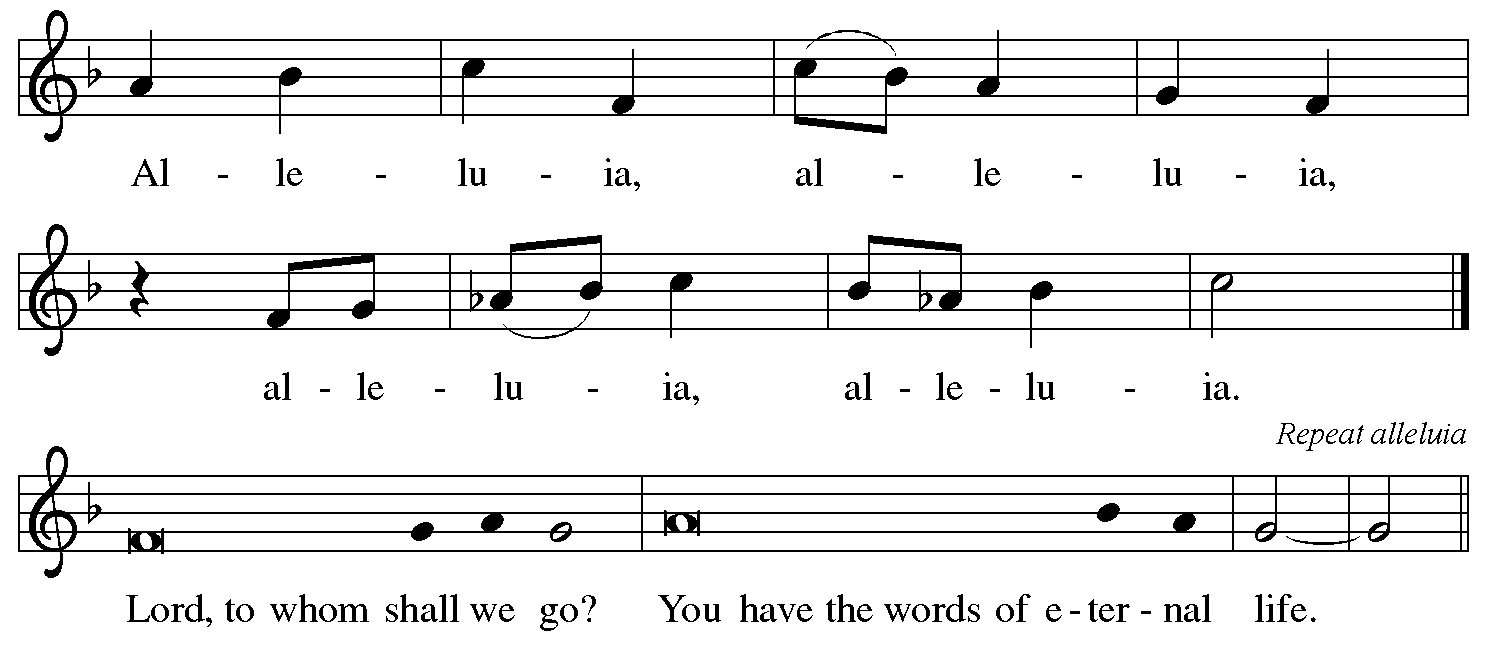 Al - le - lu - ia, al - le - lu - ia,
al - le - lu - ia, al - le - lu - ia.
Repeat alleluia
Lord, to whom shall we go? You have the words of e - ter - nal life.